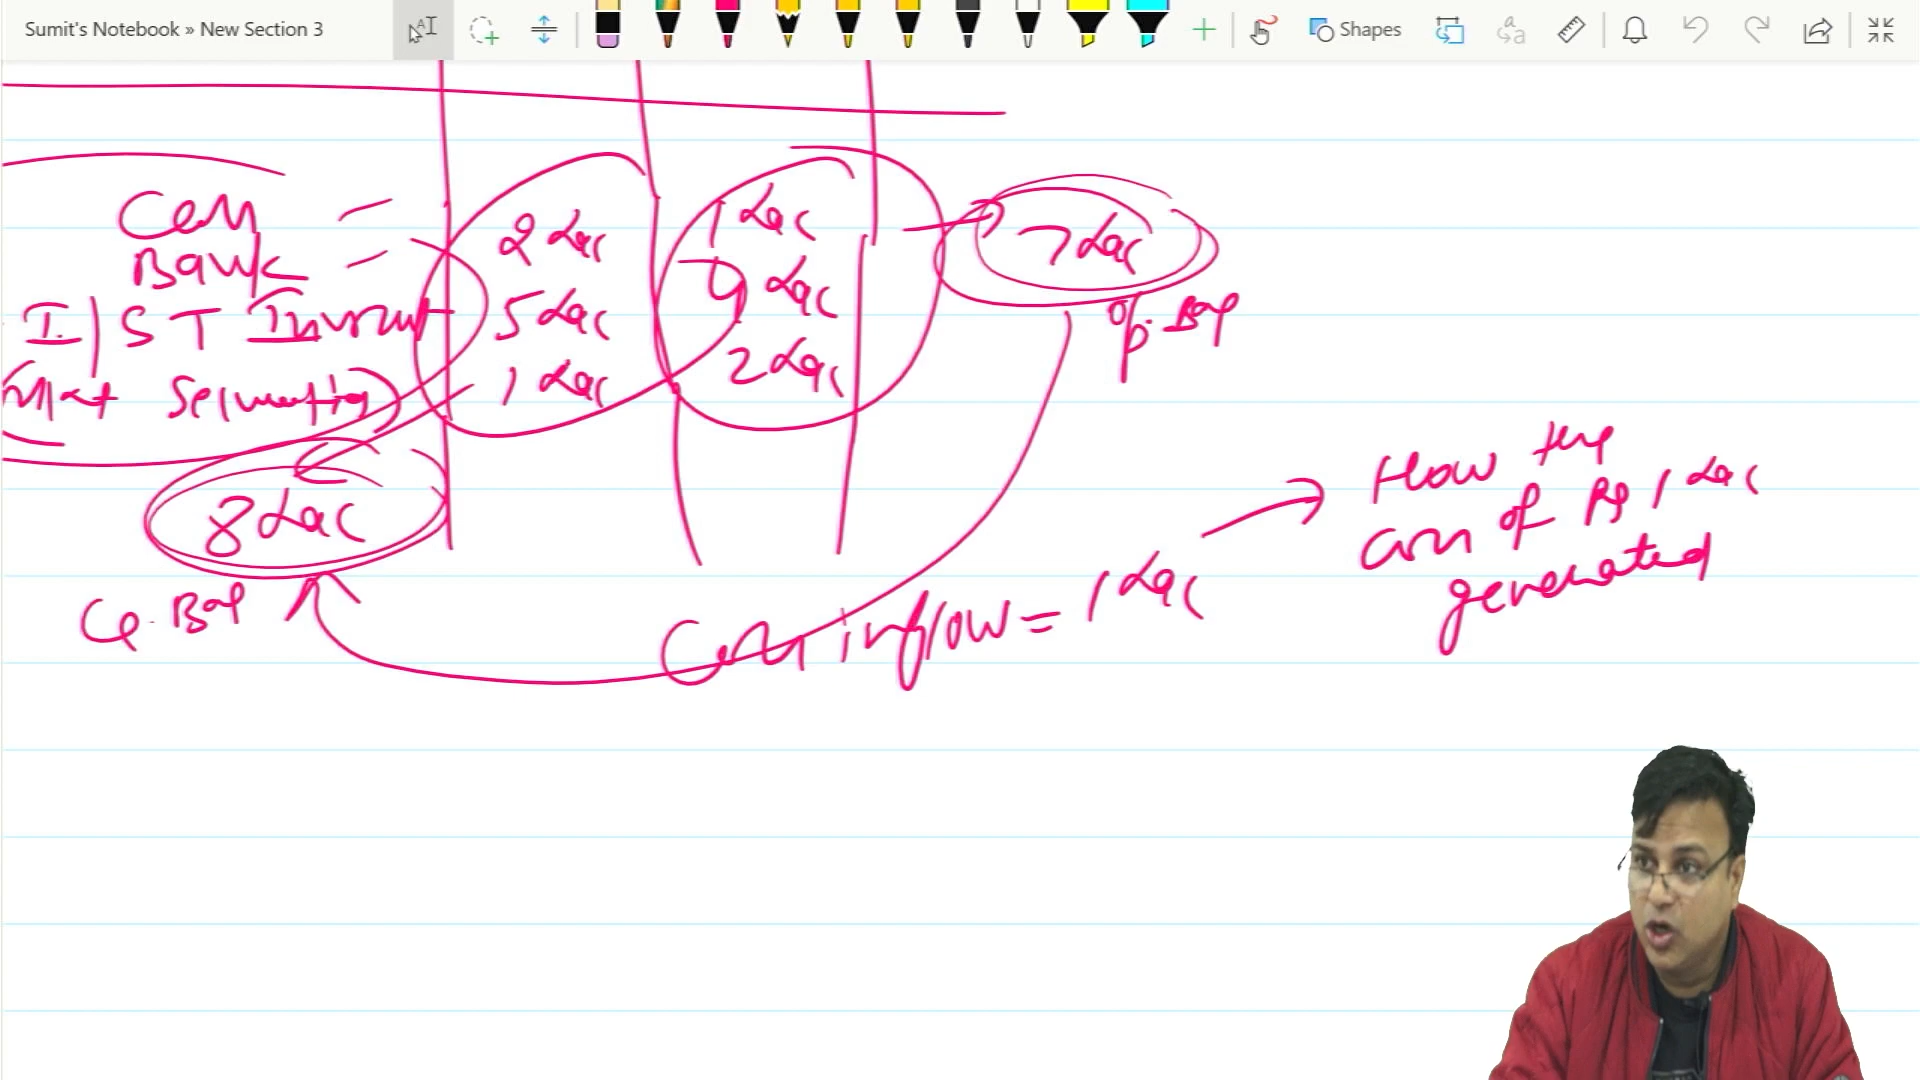 Sumit's Notebook » New Section 3
Shapes
Cash 2 Lac 1 Lac
Bank 5 Lac 4 Lac
I/ST Invmnt 1 Lac 2 Lac
Mkt Securities
7 Lac
Op. Bal
8 Lac
Cl. Bal
Cash inflow = 1 Lac
How the
cash of Rs 1 Lac
generated